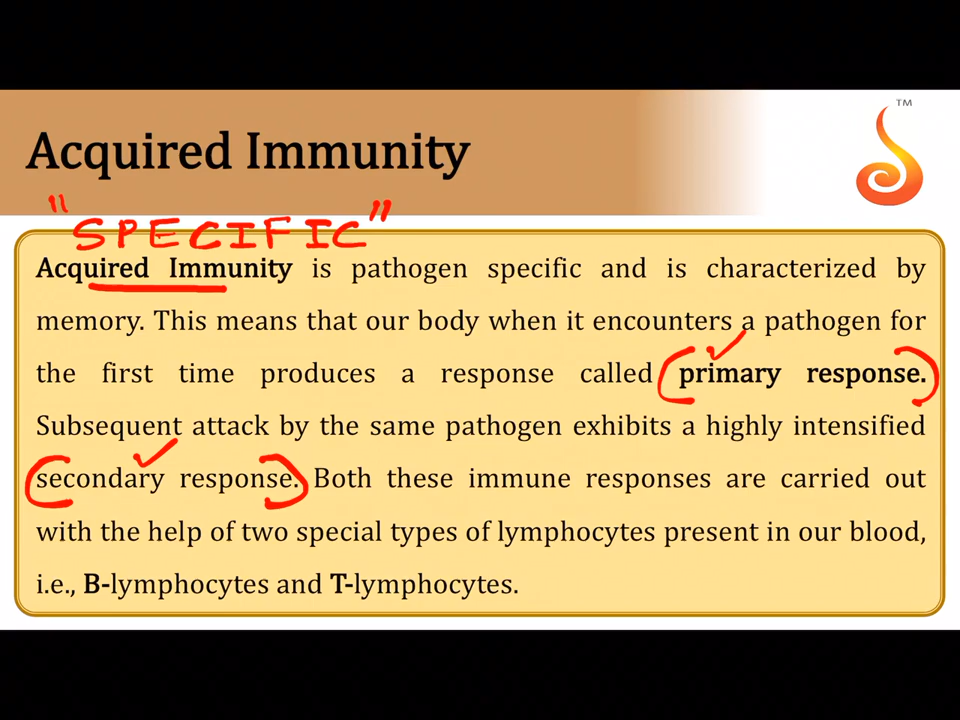 TM
Acquired Immunity
"SPECIFIC"
Acquired Immunity is pathogen specific and is characterized by
memory. This means that our body when it encounters a pathogen for
the first time produces a response called (primary response.)
Subsequent attack by the same pathogen exhibits a highly intensified
(secondary response.) Both these immune responses are carried out
with the help of two special types of lymphocytes present in our blood,
i.e., B-lymphocytes and T-lymphocytes.